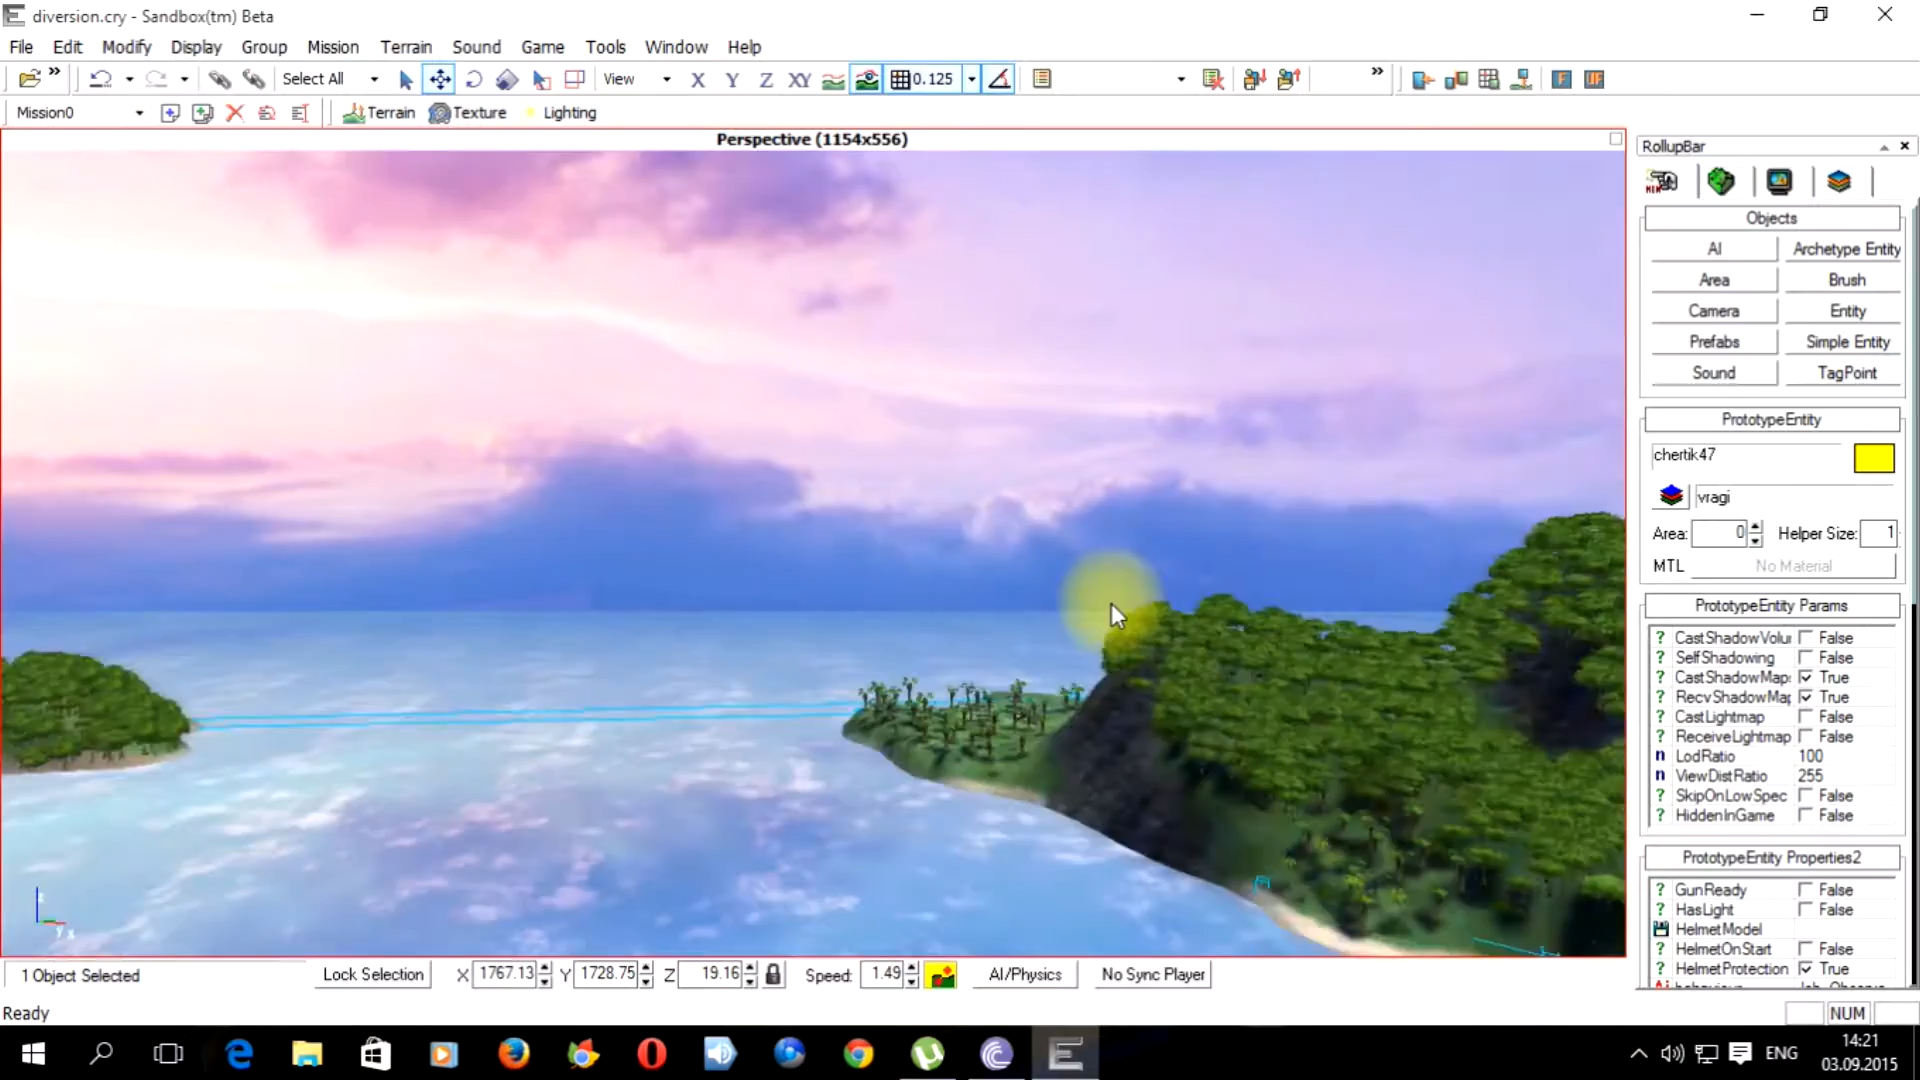 diversion.cry - Sandbox(tm) Beta
File Edit Modify Display Group Mission Terrain Sound Game Tools Window Help
Select All View X Y Z XY 0.125 F UF
Mission0 Terrain Texture Lighting
Perspective (1154x556)
RollupBar
Objects
AI Archetype Entity
Area Brush
Camera Entity
Prefabs Simple Entity
Sound TagPoint
PrototypeEntity
chertik47
vragi
Area: 0 Helper Size: 1
MTL No Material
PrototypeEntity Params
? CastShadowVolu False
? SelfShadowing False
? CastShadowMap: True
? RecvShadowMap True
? CastLightmap False
? ReceiveLightmap False
n LodRatio 100
n ViewDistRatio 255
? SkipOnLowSpec False
? HiddenInGame False
PrototypeEntity Properties2
? GunReady False
? HasLight False
HelmetModel
? HelmetOnStart False
? HelmetProtection True
1 Object Selected Lock Selection X 1767.13 Y 1728.75 Z 19.16 Speed: 1.49 AI/Physics No Sync Player
Ready NUM
ENG 14:21
03.09.2015